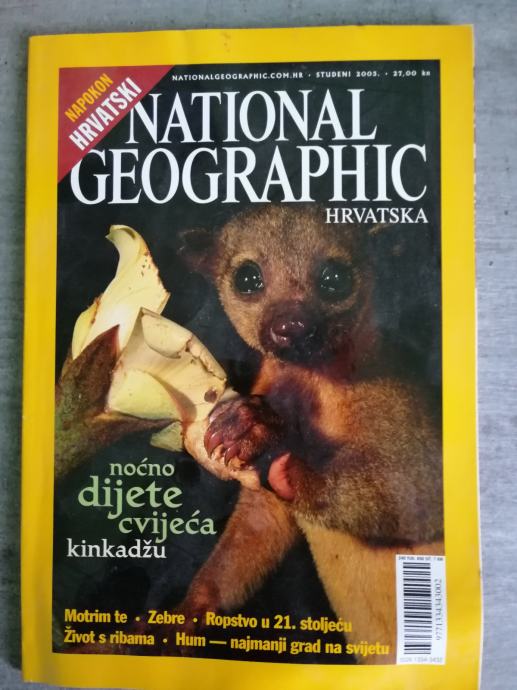 NAPOKON
HRVATSKI
NATIONALGEOGRAPHIC.COM.HR • STUDENI 2003. • 27,00 kn
NATIONAL
GEOGRAPHIC
HRVATSKA
noćno
dijete
cvijeća
kinkadžu
Motrim te • Zebre • Ropstvo u 21. stoljeću
Život s ribama • Hum — najmanji grad na svijetu
9771334343002